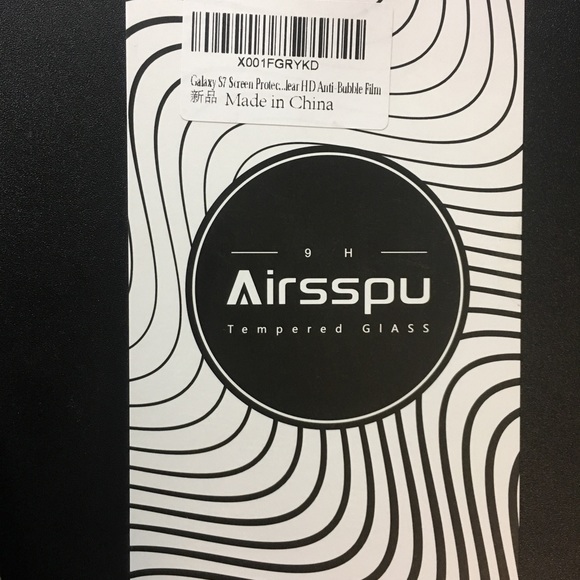 X001FGRYKD
Galaxy S7 Screen Protec...lear HD Anti-Bubble Film
新品 Made in China
9 H
Airsspu
Tempered GlASS